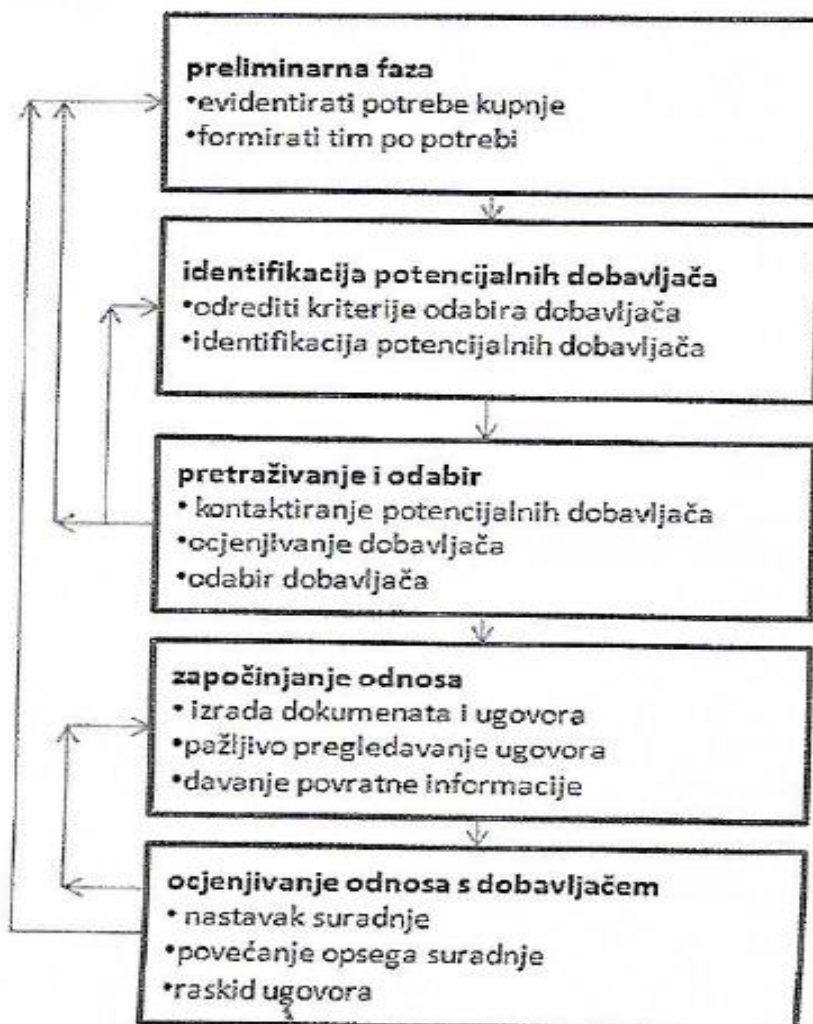 preliminarna faza
•evidentirati potrebe kupnje
•formirati tim po potrebi
identifikacija potencijalnih dobavljača
•odrediti kriterije odabira dobavljača
•identifikacija potencijalnih dobavljača
pretraživanje i odabir
• kontaktiranje potencijalnih dobavljača
•ocjenjivanje dobavljača
•odabir dobavljača
započinjanje odnosa
• izrada dokumenata i ugovora
•pažljivo pregledavanje ugovora
•davanje povratne informacije
ocjenjivanje odnosa s dobavljačem
• nastavak suradnje
•povećanje opsega suradnje
•raskid ugovora